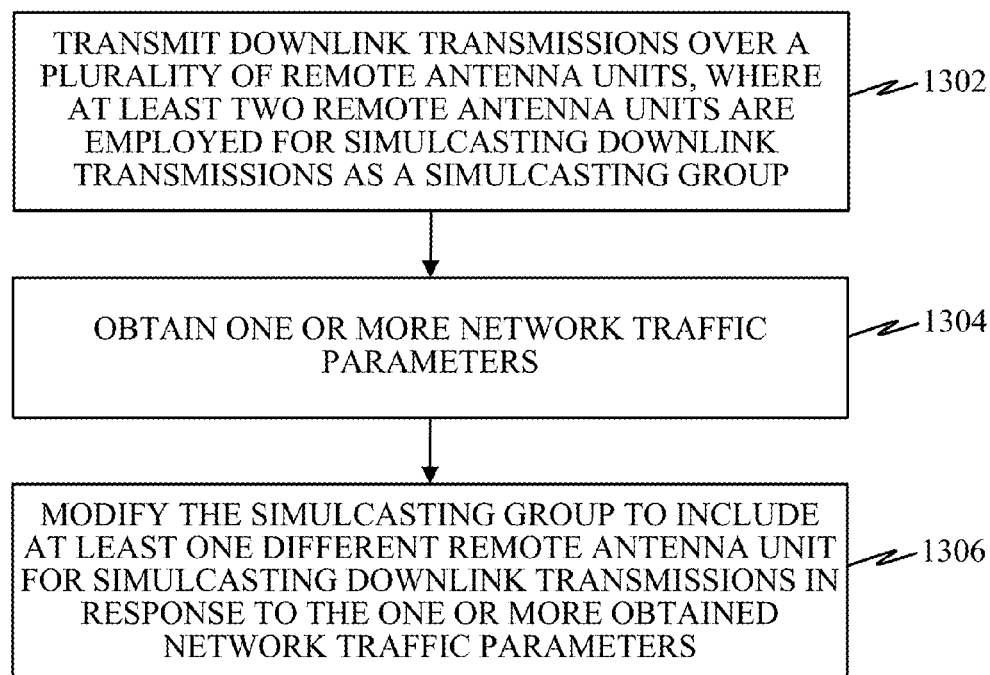 TRANSMIT DOWNLINK TRANSMISSIONS OVER A
PLURALITY OF REMOTE ANTENNA UNITS, WHERE
AT LEAST TWO REMOTE ANTENNA UNITS ARE
EMPLOYED FOR SIMULCASTING DOWNLINK
TRANSMISSIONS AS A SIMULCASTING GROUP
1302
OBTAIN ONE OR MORE NETWORK TRAFFIC
PARAMETERS
1304
MODIFY THE SIMULCASTING GROUP TO INCLUDE
AT LEAST ONE DIFFERENT REMOTE ANTENNA UNIT
FOR SIMULCASTING DOWNLINK TRANSMISSIONS IN
RESPONSE TO THE ONE OR MORE OBTAINED
NETWORK TRAFFIC PARAMETERS
1306